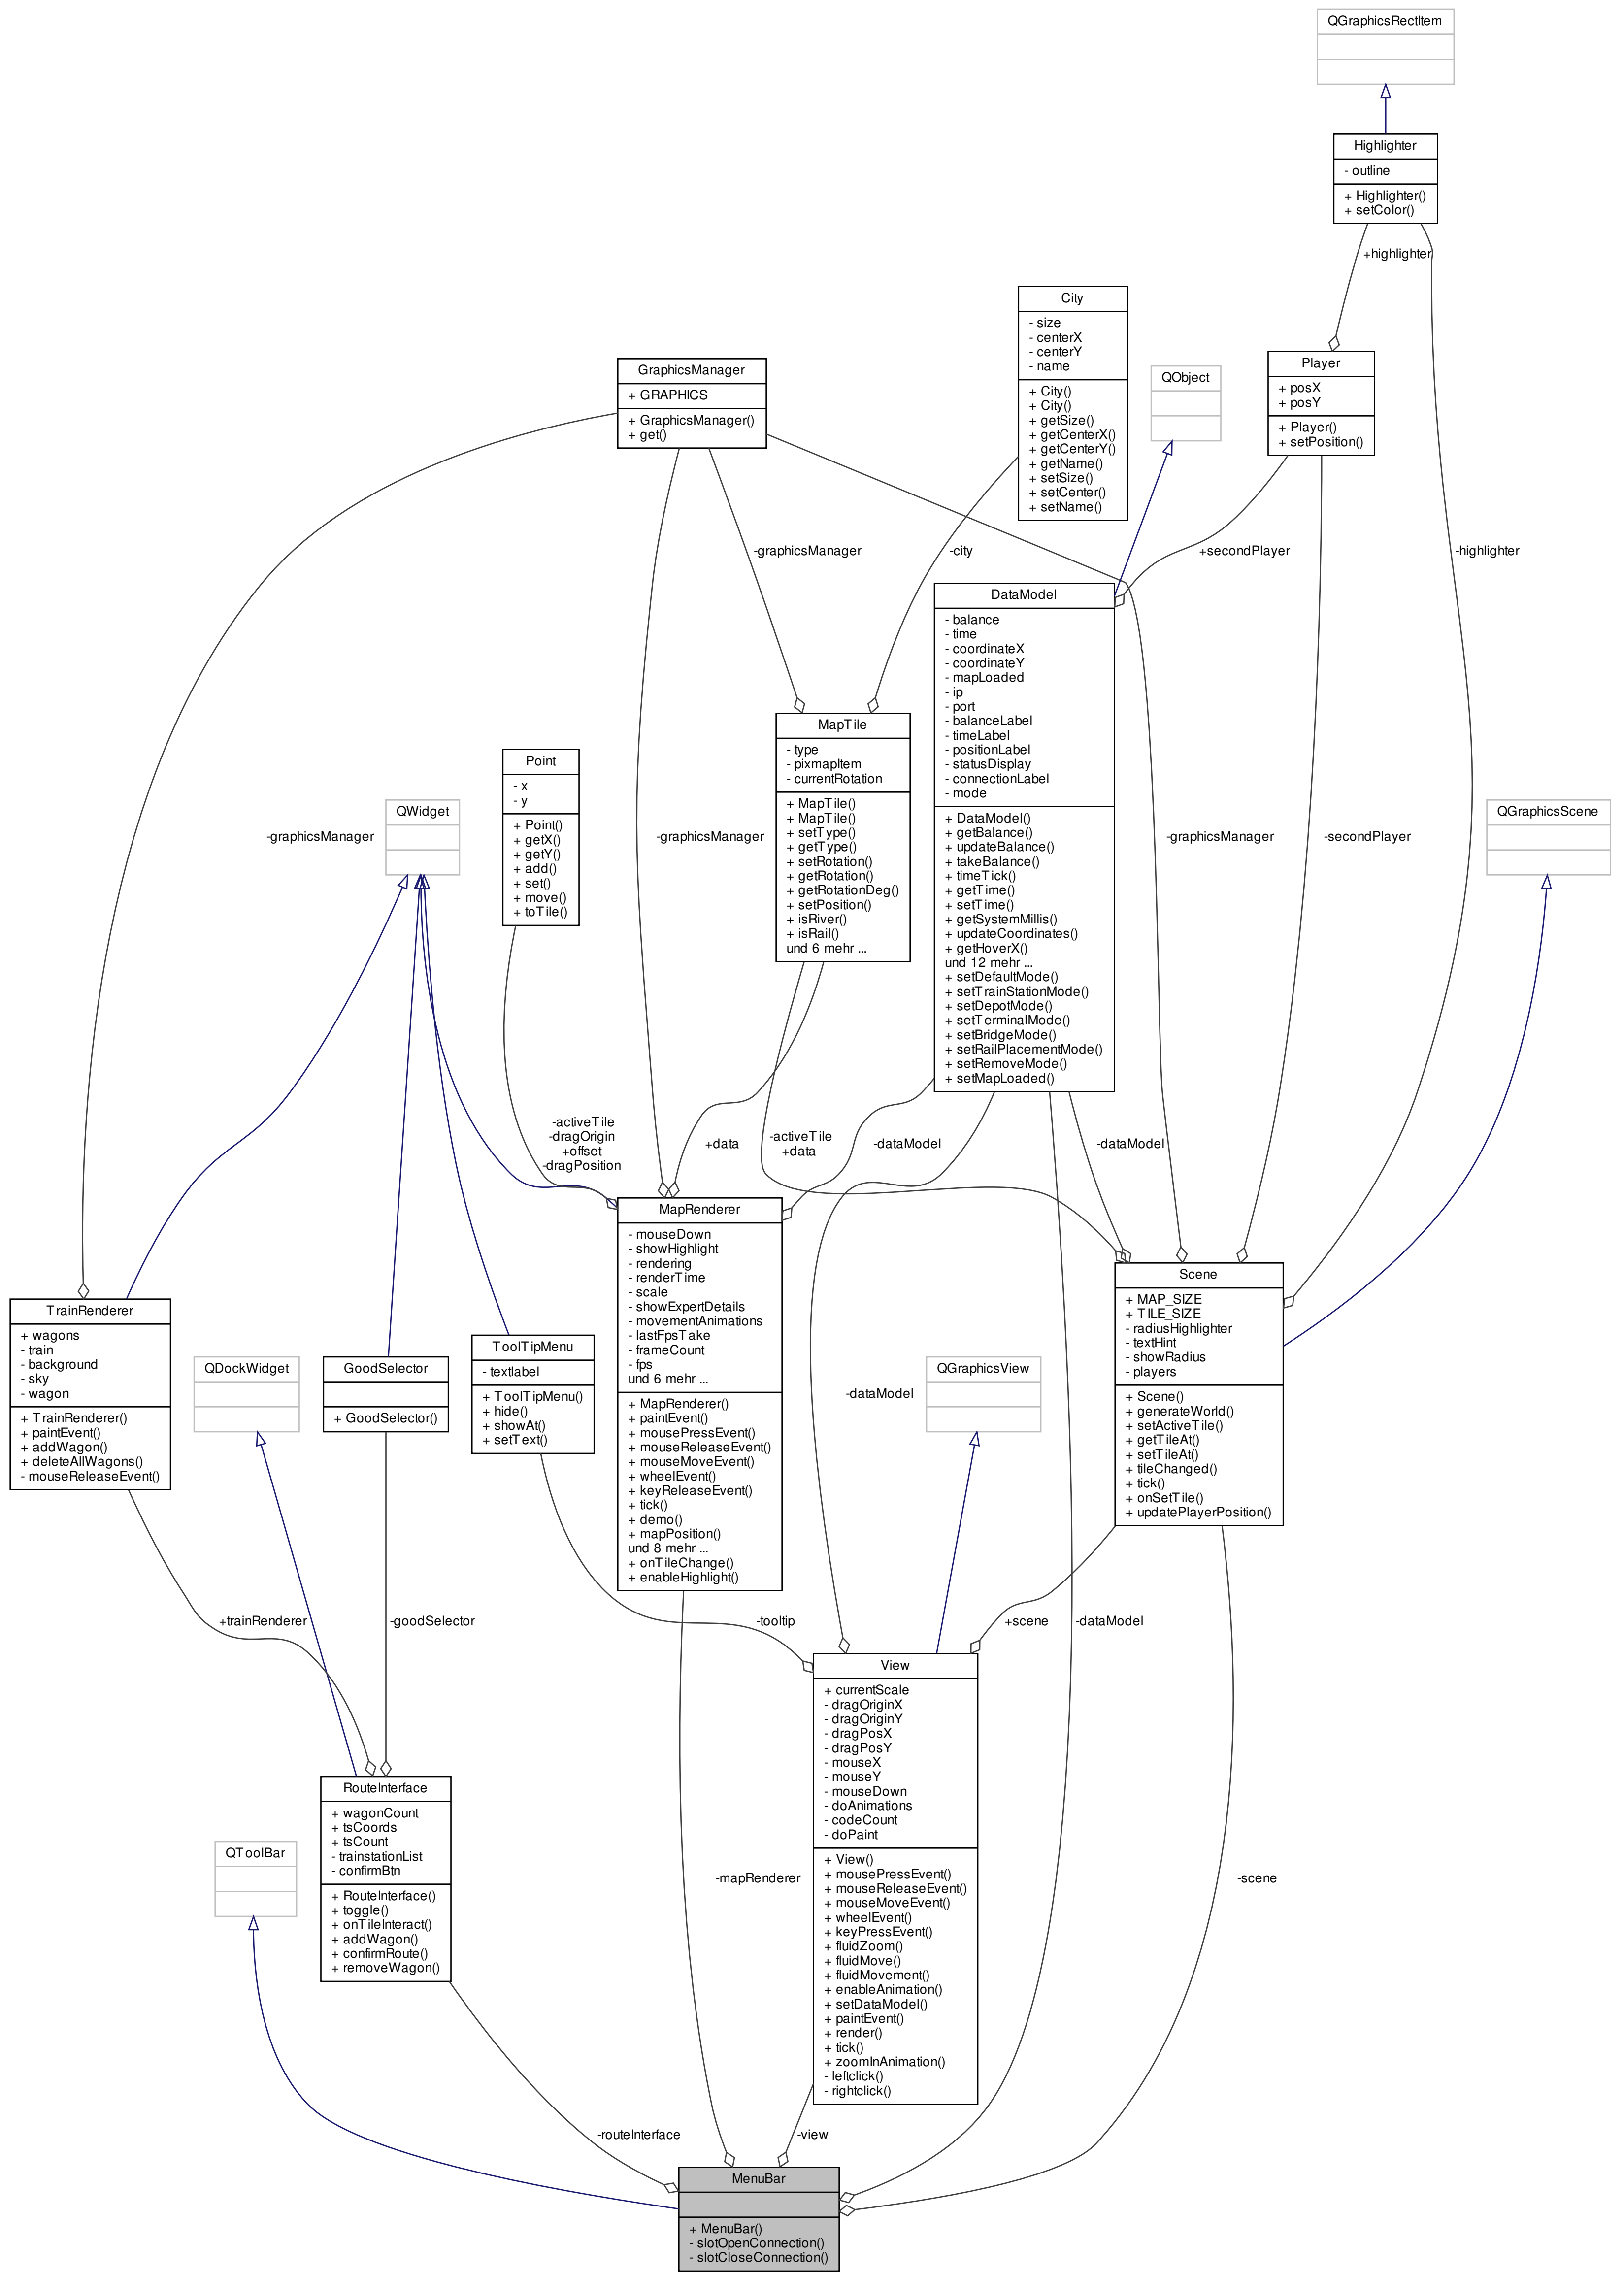 QGraphicsRectItem
Highlighter
- outline
+ Highlighter()
+ setColor()
+highlighter
City
- size
- centerX
- centerY
- name
+ City()
+ City()
+ getSize()
+ getCenterX()
+ getCenterY()
+ getName()
+ setSize()
+ setCenter()
+ setName()
Player
+ posX
+ posY
+ Player()
+ setPosition()
GraphicsManager
+ GRAPHICS
+ GraphicsManager()
+ get()
QObject
-graphicsManager
-city
+secondPlayer
-highlighter
DataModel
- balance
- time
- coordinateX
- coordinateY
- mapLoaded
- ip
- port
- balanceLabel
- timeLabel
- positionLabel
- statusDisplay
- connectionLabel
- mode
+ DataModel()
+ getBalance()
+ updateBalance()
+ takeBalance()
+ timeTick()
+ getTime()
+ setTime()
+ getSystemMillis()
+ updateCoordinates()
+ getHoverX()
und 12 mehr ...
+ setDefaultMode()
+ setTrainStationMode()
+ setDepotMode()
+ setTerminalMode()
+ setBridgeMode()
+ setRailPlacementMode()
+ setRemoveMode()
+ setMapLoaded()
MapTile
- type
- pixmapItem
- currentRotation
+ MapTile()
+ MapTile()
+ setType()
+ getType()
+ setRotation()
+ getRotation()
+ getRotationDeg()
+ setPosition()
+ isRiver()
+ isRail()
und 6 mehr ...
Point
- x
- y
+ Point()
+ getX()
+ getY()
+ add()
+ set()
+ move()
+ toTile()
QWidget
QGraphicsScene
-graphicsManager
-graphicsManager
-graphicsManager
-secondPlayer
-activeTile
-dragOrigin
+offset
-dragPosition
+data
-activeTile
+data
-dataModel
-dataModel
MapRenderer
- mouseDown
- showHighlight
- rendering
- renderTime
- scale
- showExpertDetails
- movementAnimations
- lastFpsTake
- frameCount
- fps
und 6 mehr ...
+ MapRenderer()
+ paintEvent()
+ mousePressEvent()
+ mouseReleaseEvent()
+ mouseMoveEvent()
+ wheelEvent()
+ keyReleaseEvent()
+ tick()
+ demo()
+ mapPosition()
und 8 mehr ...
+ onTileChange()
+ enableHighlight()
Scene
+ MAP_SIZE
+ TILE_SIZE
- radiusHighlighter
- textHint
- showRadius
- players
+ Scene()
+ generateWorld()
+ setActiveTile()
+ getTileAt()
+ setTileAt()
+ tileChanged()
+ tick()
+ onSetTile()
+ updatePlayerPosition()
TrainRenderer
+ wagons
- train
- background
- sky
- wagon
+ TrainRenderer()
+ paintEvent()
+ addWagon()
+ deleteAllWagons()
- mouseReleaseEvent()
QDockWidget
GoodSelector
+ GoodSelector()
ToolTipMenu
- textlabel
+ ToolTipMenu()
+ hide()
+ showAt()
+ setText()
QGraphicsView
-dataModel
+trainRenderer
-goodSelector
-tooltip
+scene
-dataModel
View
+ currentScale
- dragOriginX
- dragOriginY
- dragPosX
- dragPosY
- mouseX
- mouseY
- mouseDown
- doAnimations
- codeCount
- doPaint
+ View()
+ mousePressEvent()
+ mouseReleaseEvent()
+ mouseMoveEvent()
+ wheelEvent()
+ keyPressEvent()
+ fluidZoom()
+ fluidMove()
+ fluidMovement()
+ enableAnimation()
+ setDataModel()
+ paintEvent()
+ render()
+ tick()
+ zoomInAnimation()
- leftclick()
- rightclick()
RouteInterface
+ wagonCount
+ tsCoords
+ tsCount
- trainstationList
- confirmBtn
+ RouteInterface()
+ toggle()
+ onTileInteract()
+ addWagon()
+ confirmRoute()
+ removeWagon()
QToolBar
-mapRenderer
-scene
-routeInterface
-view
MenuBar
+ MenuBar()
- slotOpenConnection()
- slotCloseConnection()